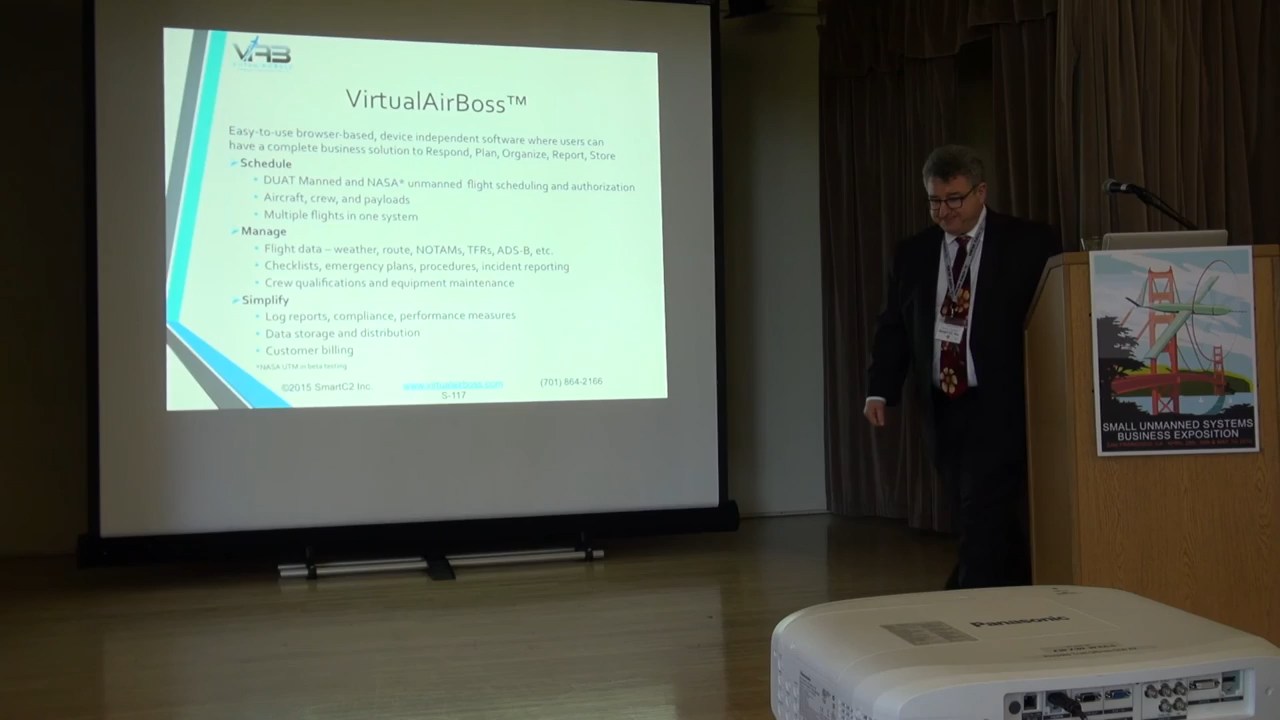 VAB
VirtualAirBoss™
Easy-to-use browser-based, device independent software where users can
have a complete business solution to Respond, Plan, Organize, Report, Store
Schedule
DUAT Manned and NASA* unmanned flight scheduling and authorization
Aircraft, crew, and payloads
Multiple flights in one system
Manage
Flight data – weather, route, NOTAMs, TFRs, ADS-B, etc.
Checklists, emergency plans, procedures, incident reporting
Crew qualifications and equipment maintenance
Simplify
Log reports, compliance, performance measures
Data storage and distribution
Customer billing
*NASA UTM in beta testing
©2015 SmartC2 Inc. www.virtualairboss.com (701) 864-2166
S-117
SMALL UNMANNED SYSTEMS
BUSINESS EXPOSITION
Panasonic